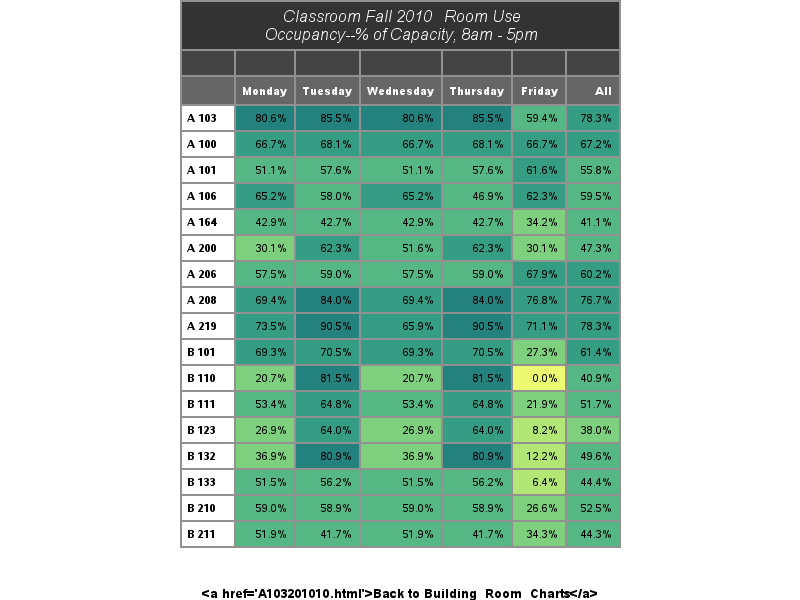 Classroom Fall 2010 Room Use
Occupancy--% of Capacity, 8am - 5pm
Monday Tuesday Wednesday Thursday Friday All
A 103 80.6% 85.5% 80.6% 85.5% 59.4% 78.3%
A 100 66.7% 68.1% 66.7% 68.1% 66.7% 67.2%
A 101 51.1% 57.6% 51.1% 57.6% 61.6% 55.8%
A 106 65.2% 58.0% 65.2% 46.9% 62.3% 59.5%
A 164 42.9% 42.7% 42.9% 42.7% 34.2% 41.1%
A 200 30.1% 62.3% 51.6% 62.3% 30.1% 47.3%
A 206 57.5% 59.0% 57.5% 59.0% 67.9% 60.2%
A 208 69.4% 84.0% 69.4% 84.0% 76.8% 76.7%
A 219 73.5% 90.5% 65.9% 90.5% 71.1% 78.3%
B 101 69.3% 70.5% 69.3% 70.5% 27.3% 61.4%
B 110 20.7% 81.5% 20.7% 81.5% 0.0% 40.9%
B 111 53.4% 64.8% 53.4% 64.8% 21.9% 51.7%
B 123 26.9% 64.0% 26.9% 64.0% 8.2% 38.0%
B 132 36.9% 80.9% 36.9% 80.9% 12.2% 49.6%
B 133 51.5% 56.2% 51.5% 56.2% 6.4% 44.4%
B 210 59.0% 58.9% 59.0% 58.9% 26.6% 52.5%
B 211 51.9% 41.7% 51.9% 41.7% 34.3% 44.3%
<a href='A103201010.html'>Back to Building Room Charts</a>